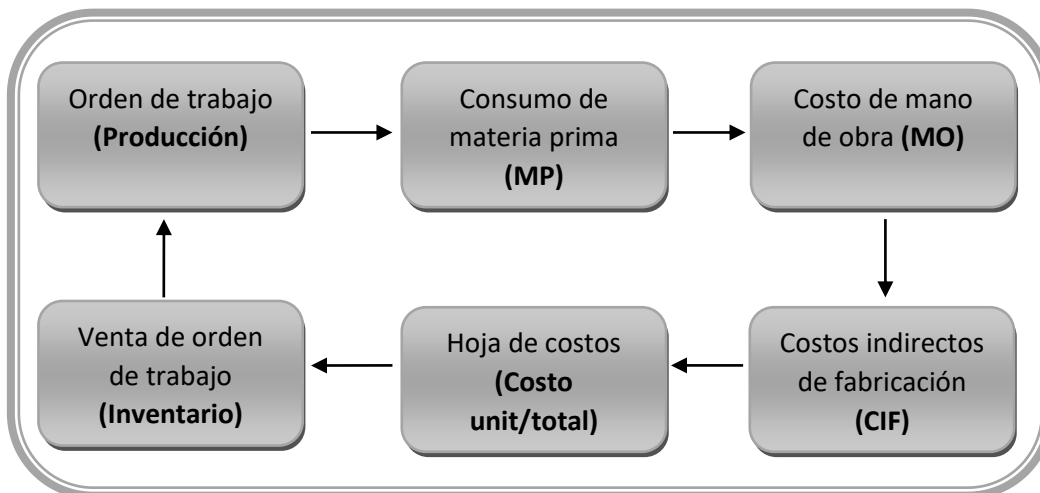 Orden de trabajo
(Producción)
Consumo de
materia prima
(MP)
Costo de mano
de obra (MO)
Venta de orden
de trabajo
(Inventario)
Hoja de costos
(Costo
unit/total)
Costos indirectos
de fabricación
(CIF)